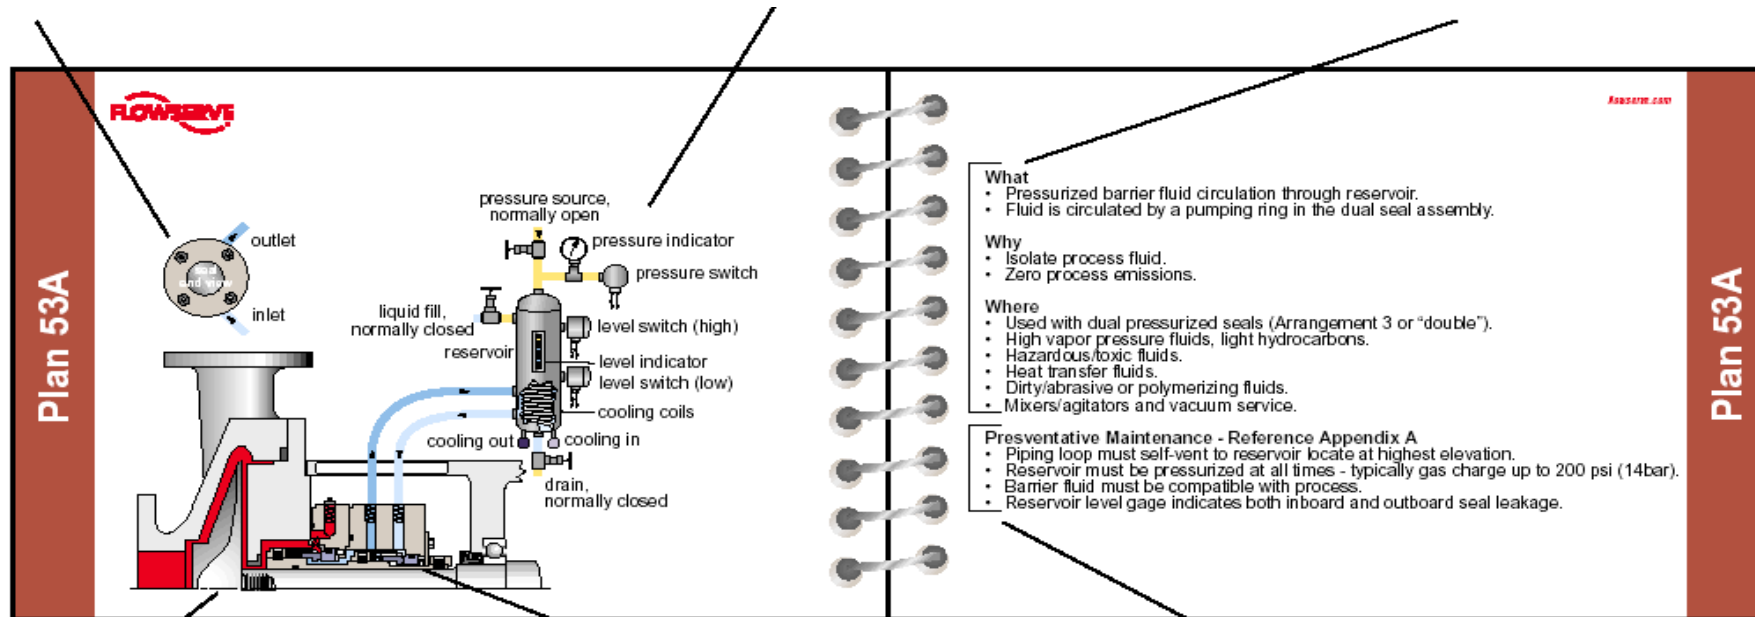 Plan 53A
FLOWSERVE
outlet
seal
end view
inlet
pressure source,
normally open
pressure indicator
pressure switch
liquid fill,
normally closed
level switch (high)
reservoir
level indicator
level switch (low)
cooling coils
cooling out
cooling in
drain,
normally closed
flowserve.com
What
• Pressurized barrier fluid circulation through reservoir.
• Fluid is circulated by a pumping ring in the dual seal assembly.
Why
• Isolate process fluid.
• Zero process emissions.
Where
• Used with dual pressurized seals (Arrangement 3 or “double”).
• High vapor pressure fluids, light hydrocarbons.
• Hazardous/toxic fluids.
• Heat transfer fluids.
• Dirty/abrasive or polymerizing fluids.
• Mixers/agitators and vacuum service.
Presventative Maintenance - Reference Appendix A
• Piping loop must self-vent to reservoir locate at highest elevation.
• Reservoir must be pressurized at all times - typically gas charge up to 200 psi (14bar).
• Barrier fluid must be compatible with process.
• Reservoir level gage indicates both inboard and outboard seal leakage.
Plan 53A